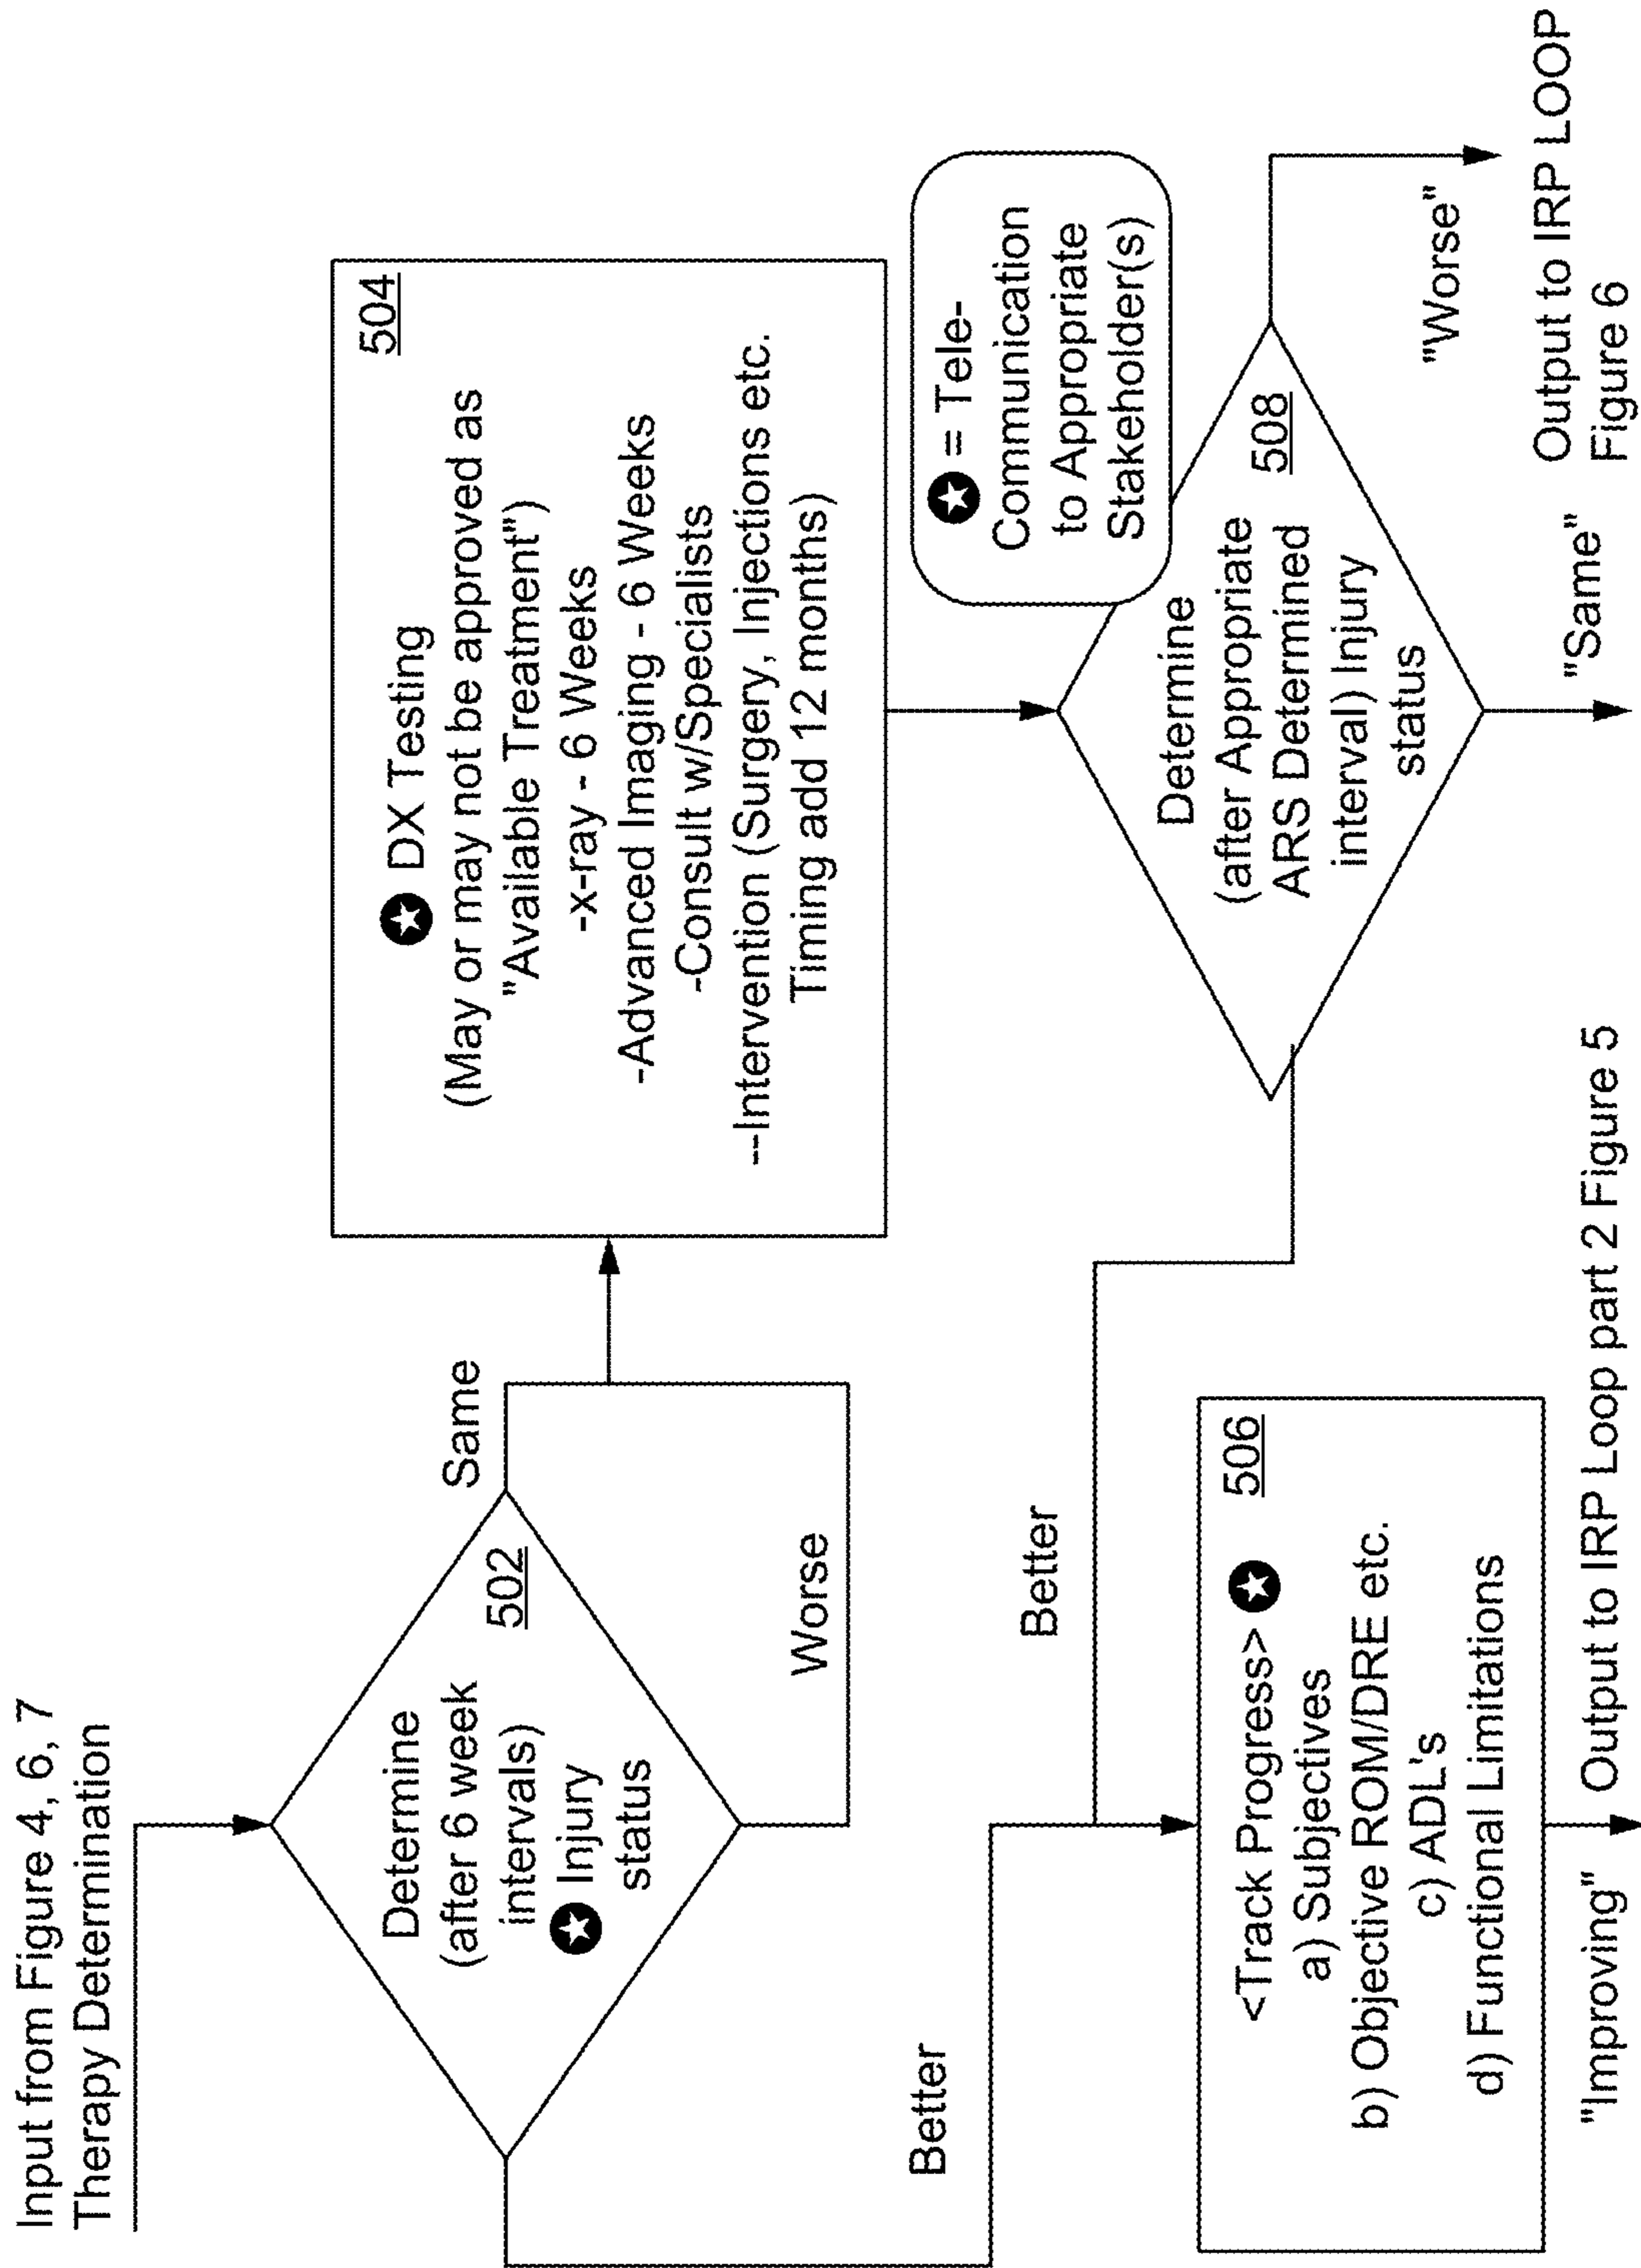 Input from Figure 4, 6, 7
Therapy Determination
Determine
(after 6 week
intervals)
Injury
status
502
Same
Worse
Better
504
DX Testing
(May or may not be approved as
"Available Treatment")
-x-ray - 6 Weeks
-Advanced Imaging - 6 Weeks
-Consult w/Specialists
--Intervention (Surgery, Injections etc.
Timing add 12 months)
= Tele-
Communication
to Appropriate
Stakeholder(s)
Better
506
<Track Progress>
a) Subjectives
b) Objective ROM/DRE etc.
c) ADL's
d) Functional Limitations
508
Determine
(after Appropriate
ARS Determined
interval) Injury
status
"Improving"
Output to IRP Loop part 2 Figure 5
"Same"
"Worse"
Output to IRP LOOP
Figure 6